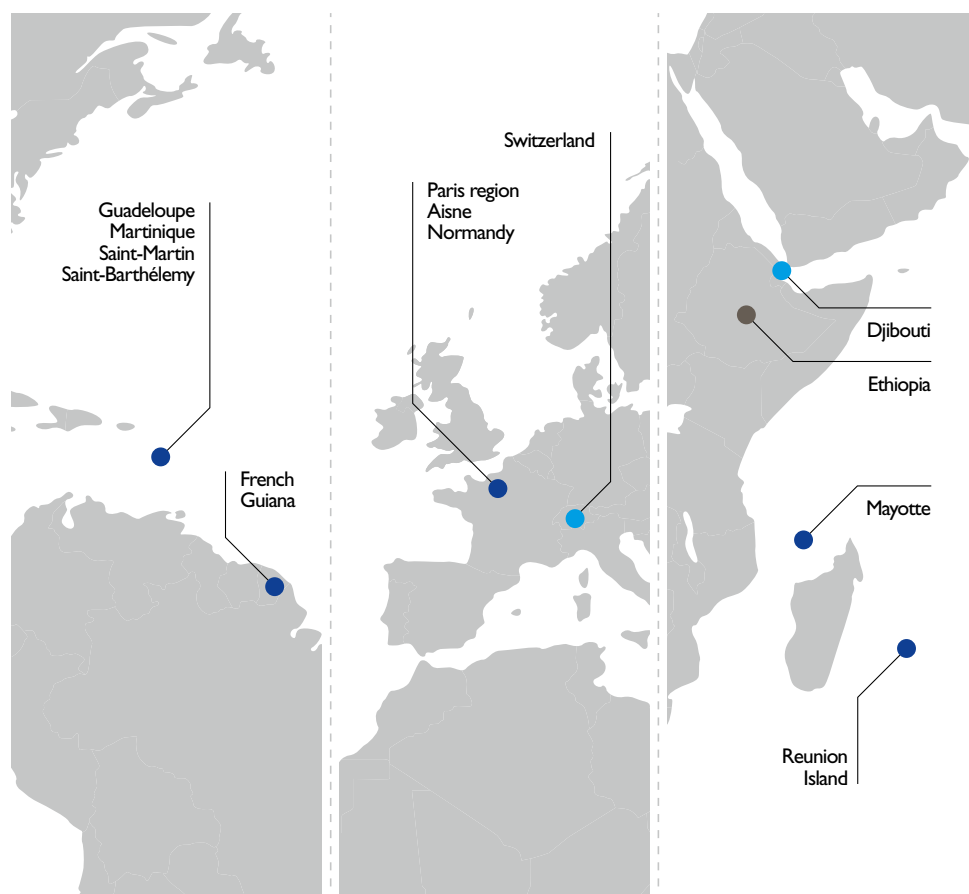 Guadeloupe
Martinique
Saint-Martin
Saint-Barthélemy
French
Guiana
Switzerland
Paris region
Aisne
Normandy
Djibouti
Ethiopia
Mayotte
Reunion
Island